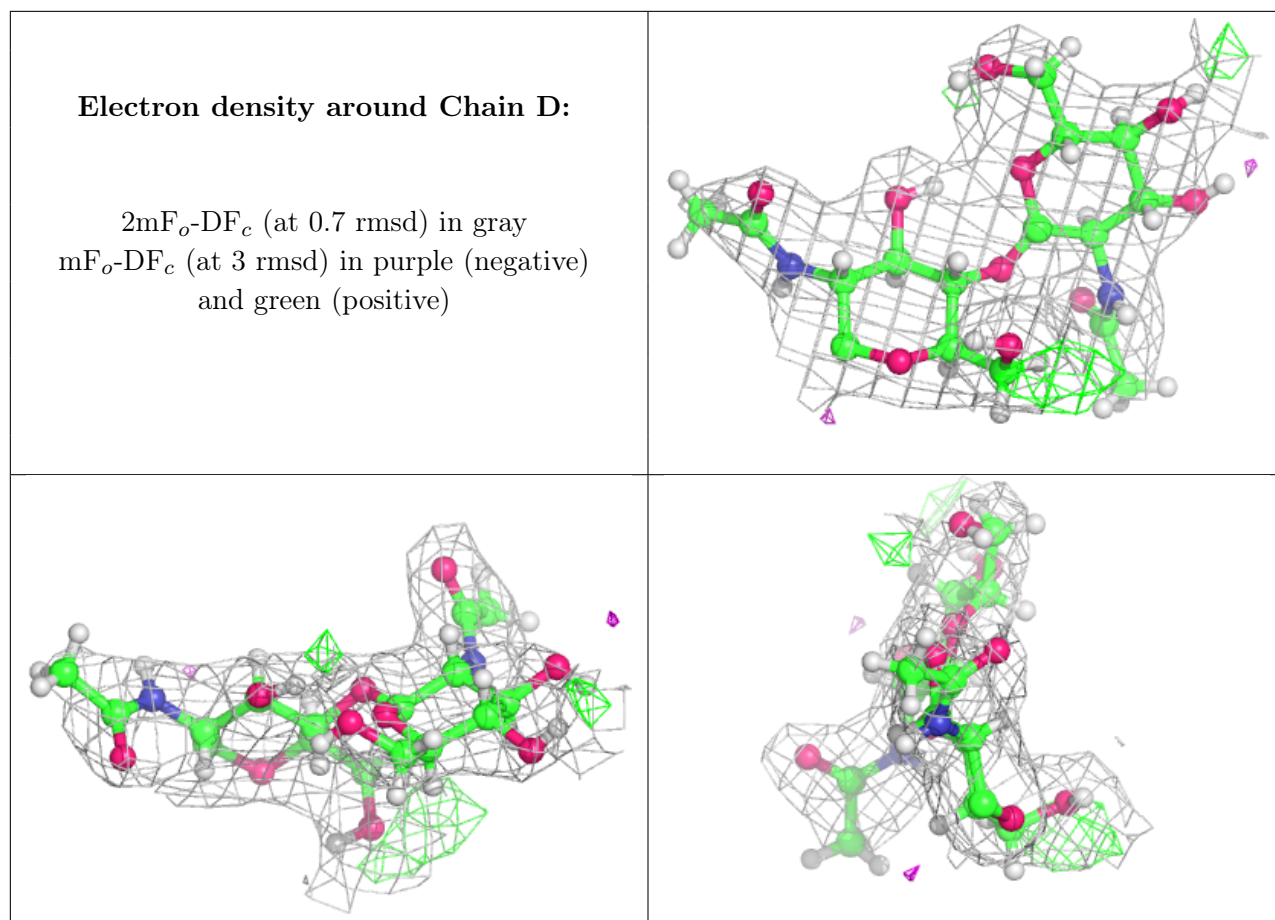 Electron density around Chain D:
2mFo-DFc (at 0.7 rmsd) in gray
mFo-DFc (at 3 rmsd) in purple (negative)
and green (positive)